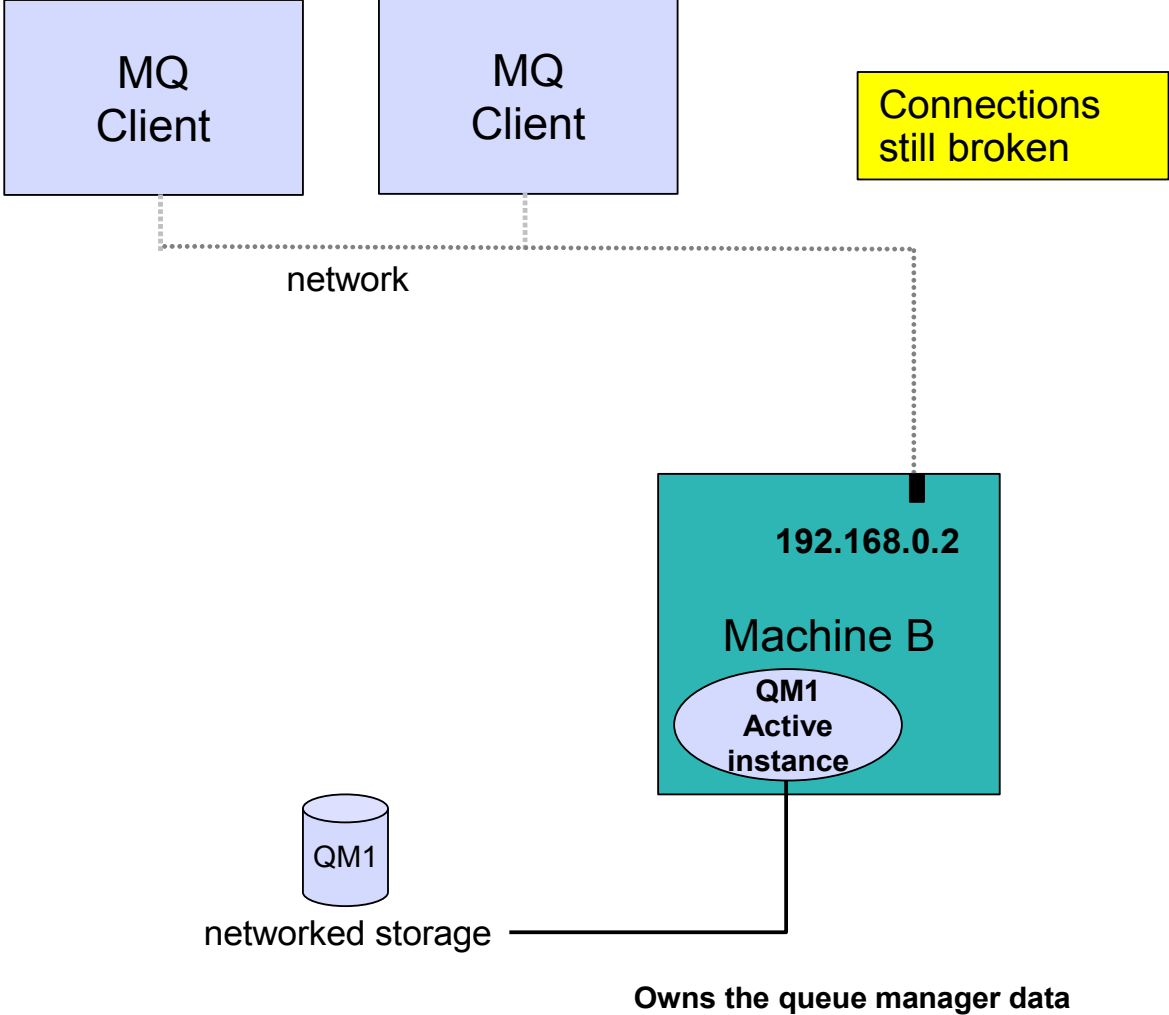 MQ
Client
MQ
Client
Connections
still broken
network
192.168.0.2
Machine B
QM1
Active
instance
QM1
networked storage
Owns the queue manager data